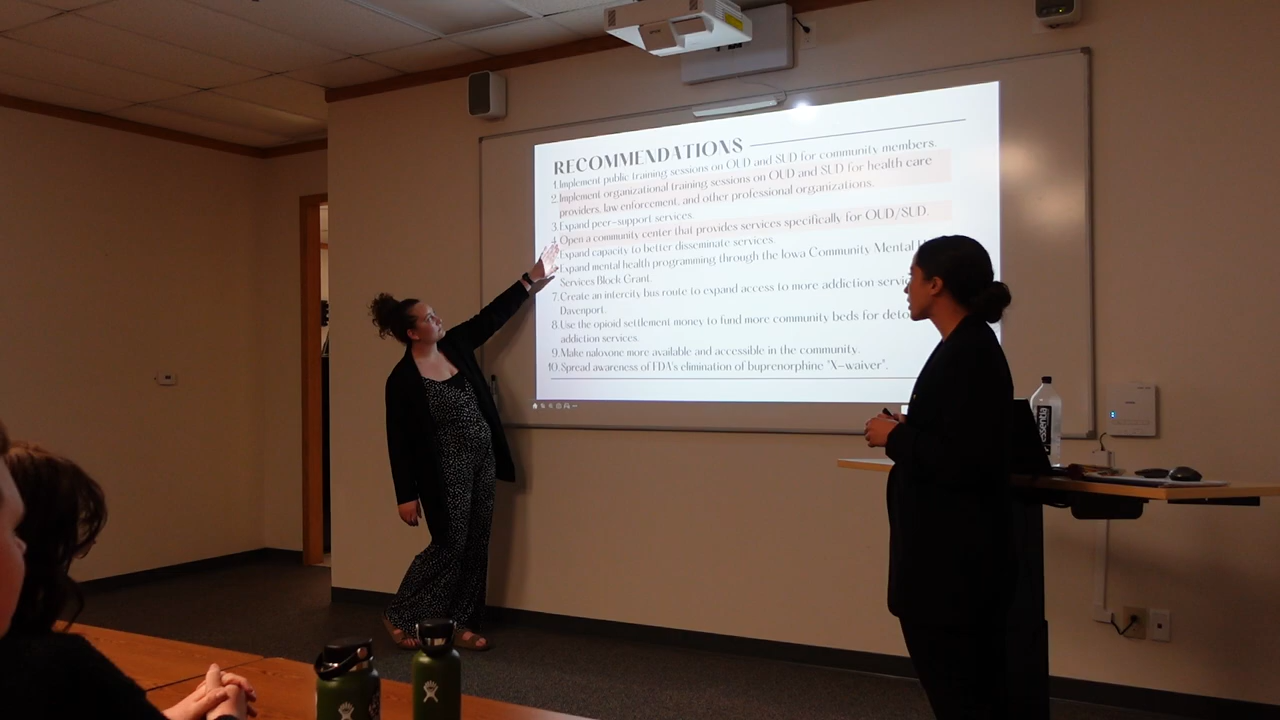 RECOMMENDATIONS
1. Implement public training sessions on OUD and SUD for community members.
2. Implement organizational training sessions on OUD and SUD for health care
providers, law enforcement, and other professional organizations.
3. Expand peer-support services.
4. Open a community center that provides services specifically for OUD/SUD.
Expand capacity to better disseminate services.
Expand mental health programming through the Iowa Community Mental
Services Block Grant.
7. Create an intercity bus route to expand access to more addiction
Davenport.
8. Use the opioid settlement money to fund more community beds for
addiction services.
9. Make naloxone more available and accessible in the community.
10. Spread awareness of FDA's elimination of buprenorphine "X-waiver".
essentia